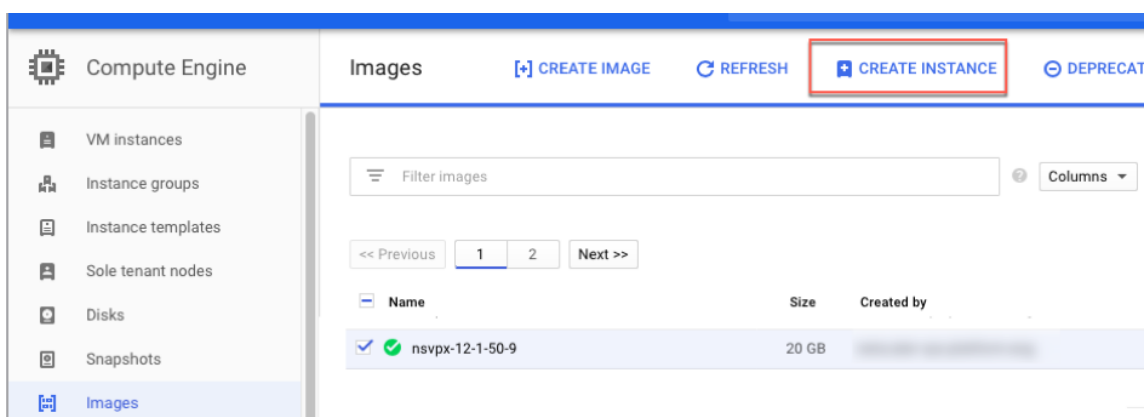 Compute Engine
Images
[+] CREATE IMAGE
REFRESH
CREATE INSTANCE
DEPRECAT
VM instances
Instance groups
Instance templates
Sole tenant nodes
Disks
Snapshots
Images
Filter images
Columns
<< Previous 1 2 Next >>
Name Size Created by
nsvpx-12-1-50-9 20 GB